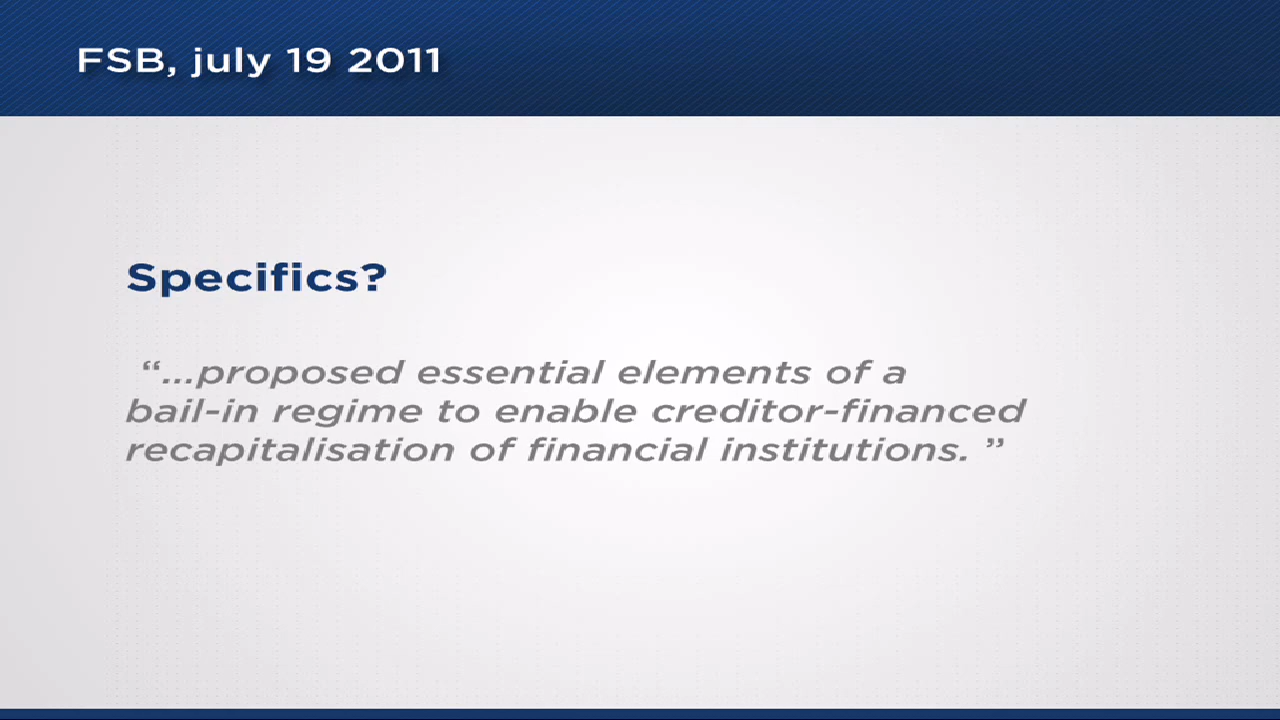 FSB, july 19 2011
Specifics?
“...proposed essential elements of a
bail-in regime to enable creditor-financed
recapitalisation of financial institutions. ”